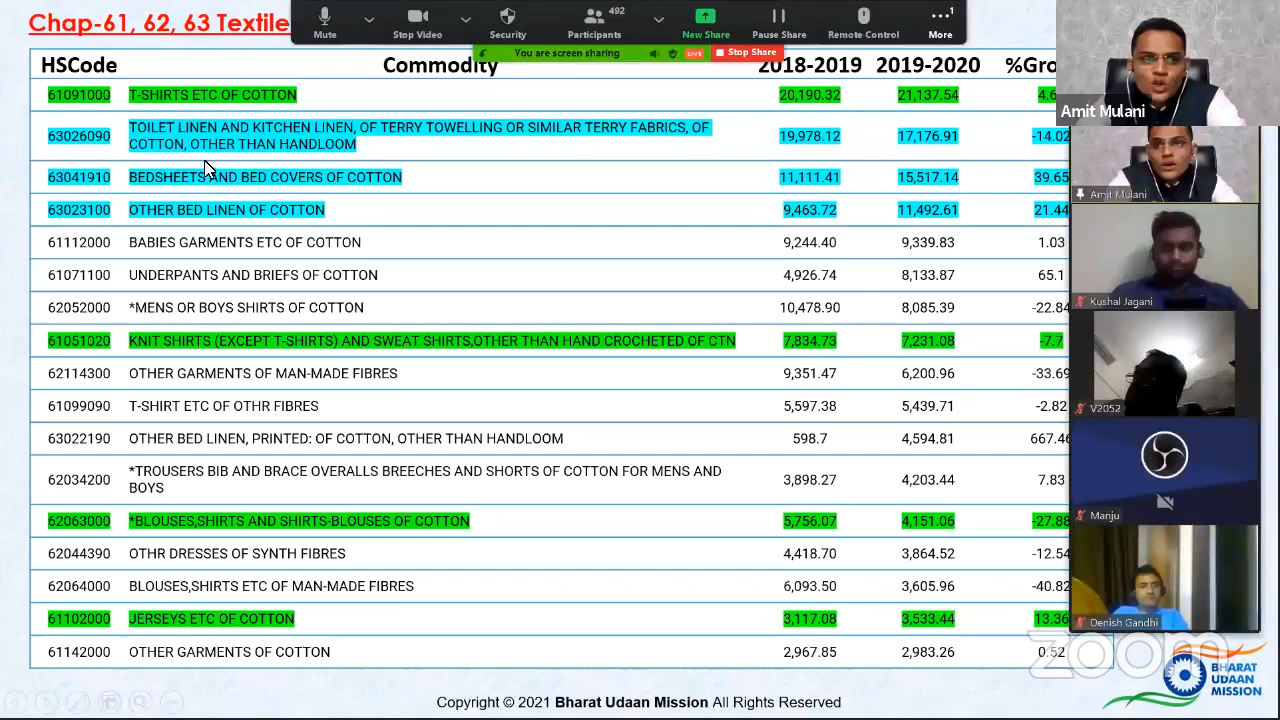 Chap-61, 62, 63 Textile
Mute
Stop Video
Security
492
Participants
New Share
Pause Share
Remote Control
1
More
You are screen sharing
LIVE
Stop Share
HSCode Commodity 2018-2019 2019-2020 %Gro
61091000 T-SHIRTS ETC OF COTTON 20,190.32 21,137.54 4.6
63026090 TOILET LINEN AND KITCHEN LINEN, OF TERRY TOWELLING OR SIMILAR TERRY FABRICS, OF
COTTON, OTHER THAN HANDLOOM 19,978.12 17,176.91 -14.02
63041910 BEDSHEETS AND BED COVERS OF COTTON 11,111.41 15,517.14 39.65
63023100 OTHER BED LINEN OF COTTON 9,463.72 11,492.61 21.44
61112000 BABIES GARMENTS ETC OF COTTON 9,244.40 9,339.83 1.03
61071100 UNDERPANTS AND BRIEFS OF COTTON 4,926.74 8,133.87 65.1
62052000 *MENS OR BOYS SHIRTS OF COTTON 10,478.90 8,085.39 -22.84
61051020 KNIT SHIRTS (EXCEPT T-SHIRTS) AND SWEAT SHIRTS,OTHER THAN HAND CROCHETED OF CTN 7,834.73 7,231.08 -7.7
62114300 OTHER GARMENTS OF MAN-MADE FIBRES 9,351.47 6,200.96 -33.69
61099090 T-SHIRT ETC OF OTHR FIBRES 5,597.38 5,439.71 -2.82
63022190 OTHER BED LINEN, PRINTED: OF COTTON, OTHER THAN HANDLOOM 598.7 4,594.81 667.46
62034200 *TROUSERS BIB AND BRACE OVERALLS BREECHES AND SHORTS OF COTTON FOR MENS AND
BOYS 3,898.27 4,203.44 7.83
62063000 *BLOUSES,SHIRTS AND SHIRTS-BLOUSES OF COTTON 5,756.07 4,151.06 -27.88
62044390 OTHR DRESSES OF SYNTH FIBRES 4,418.70 3,864.52 -12.54
62064000 BLOUSES,SHIRTS ETC OF MAN-MADE FIBRES 6,093.50 3,605.96 -40.82
61102000 JERSEYS ETC OF COTTON 3,117.08 3,533.44 13.36
61142000 OTHER GARMENTS OF COTTON 2,967.85 2,983.26 0.52
Amit Mulani
Amit Mulani
Kushal Jagani
V2052
Manju
Denish Gandhi
zoom
BHARAT
UDAAN
MISSION
Copyright © 2021 Bharat Udaan Mission All Rights Reserved